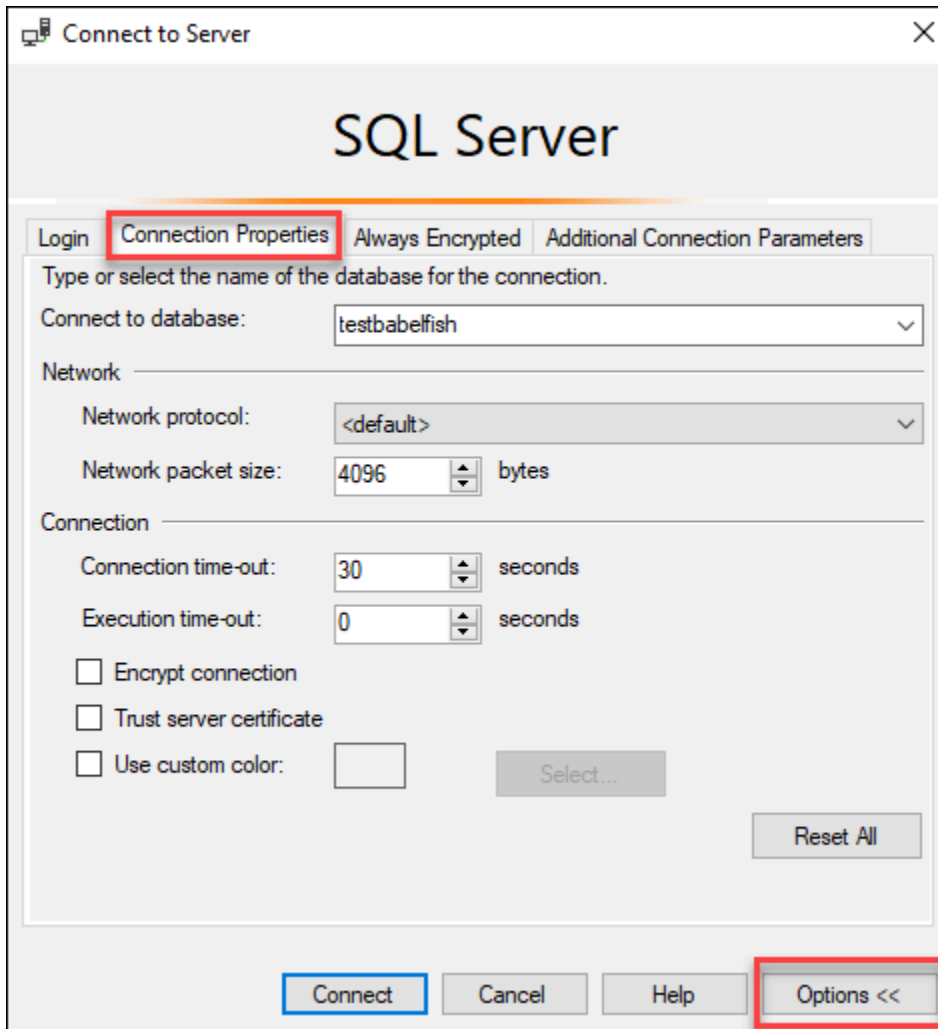 Connect to Server
SQL Server
Login Connection Properties Always Encrypted Additional Connection Parameters
Type or select the name of the database for the connection.
Connect to database: testbabelfish
Network
Network protocol: <default>
Network packet size: 4096 bytes
Connection
Connection time-out: 30 seconds
Execution time-out: 0 seconds
Encrypt connection
Trust server certificate
Use custom color: Select...
Reset All
Connect Cancel Help Options <<